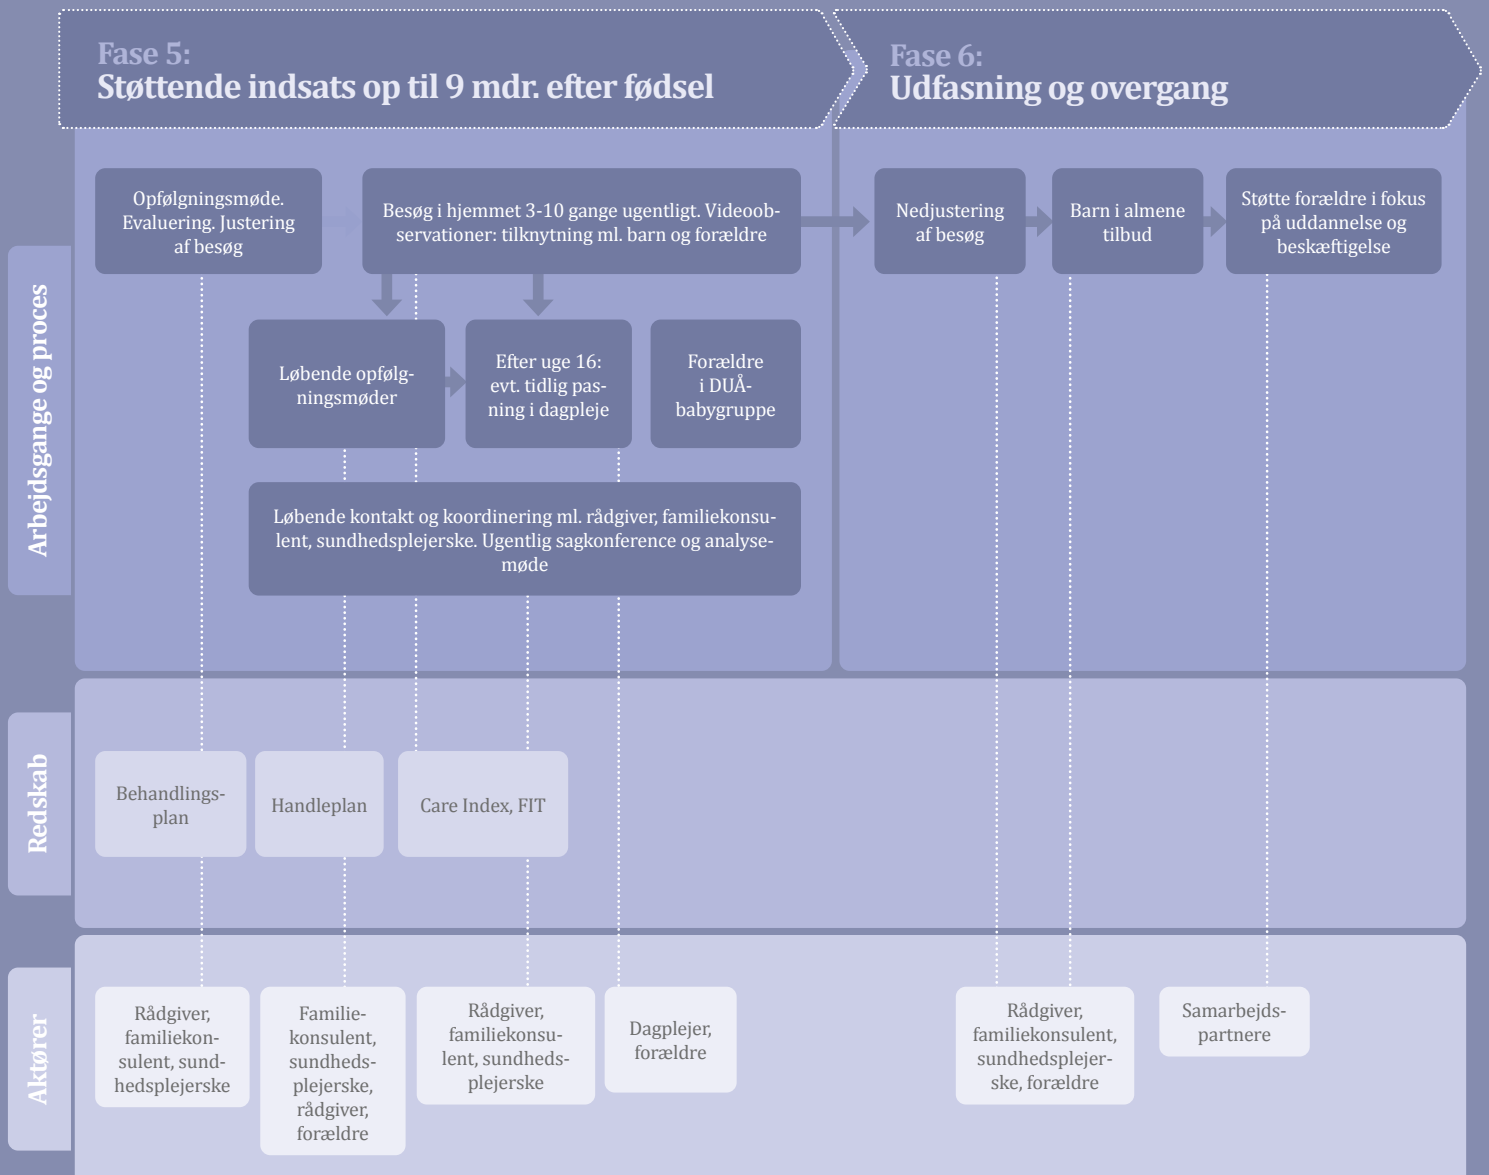 Fase 5:
Støttende indsats op til 9 mdr. efter fødsel
Fase 6:
Udfasning og overgang
Arbejdsgange og proces
Opfølgningsmøde.
Evaluering. Justering
af besøg
Besøg i hjemmet 3-10 gange ugentligt. Videoob-
servationer: tilknytning ml. barn og forældre
Nedjustering
af besøg
Barn i almene
tilbud
Støtte forældre i fokus
på uddannelse og
beskæftigelse
Løbende opfølg-
ningsmøder
Efter uge 16:
evt. tidlig pas-
ning i dagpleje
Forældre
i DUÅ-
babygruppe
Løbende kontakt og koordinering ml. rådgiver, familiekonsu-
lent, sundhedsplejerske. Ugentlig sagkonference og analyse-
møde
Redskab
Behandlings-
plan
Handleplan
Care Index, FIT
Aktører
Rådgiver,
familiekon-
sulent, sund-
hedsplejerske
Familie-
konsulent,
sundheds-
plejerske,
rådgiver,
forældre
Rådgiver,
familiekonsu-
lent, sundheds-
plejerske
Dagplejer,
forældre
Rådgiver,
familiekonsulent,
sundhedsplejer-
ske, forældre
Samarbejds-
partnere